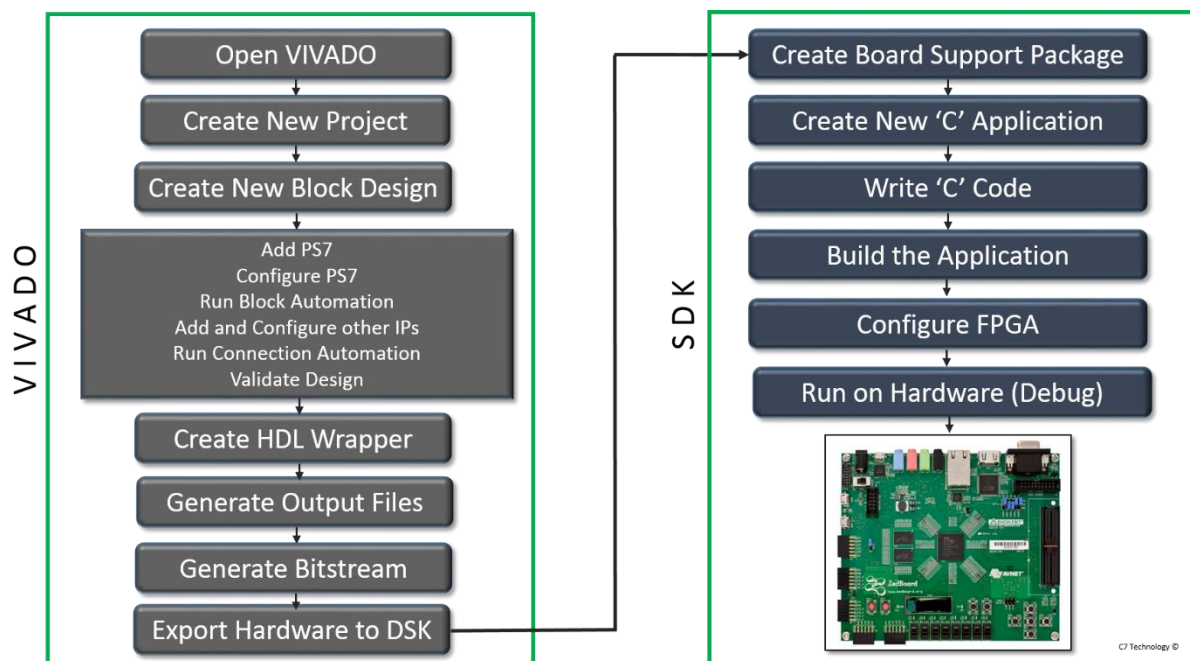 VIVADO
Open VIVADO
Create New Project
Create New Block Design
Add PS7
Configure PS7
Run Block Automation
Add and Configure other IPs
Run Connection Automation
Validate Design
Create HDL Wrapper
Generate Output Files
Generate Bitstream
Export Hardware to DSK
SDK
Create Board Support Package
Create New ‘C’ Application
Write ‘C’ Code
Build the Application
Configure FPGA
Run on Hardware (Debug)
ZedBoard
AVNET
C7 Technology ©